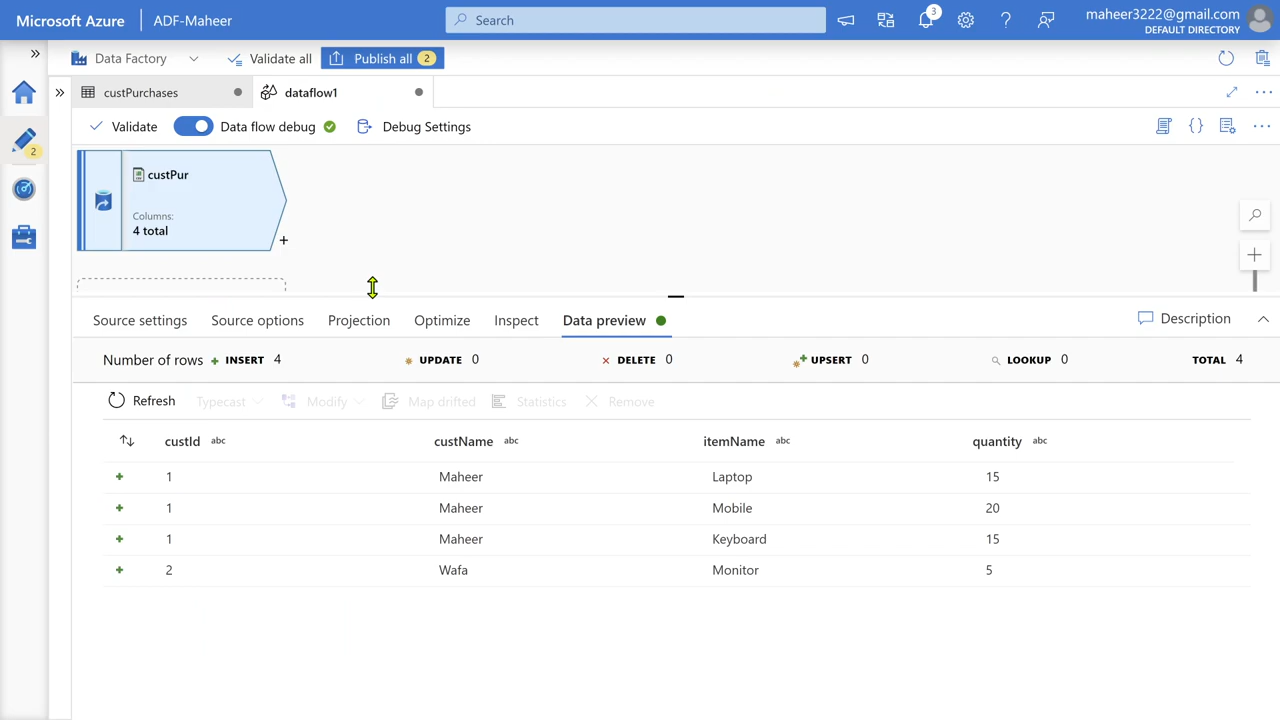 Microsoft Azure ADF-Maheer Search 3 maheer3222@gmail.com
DEFAULT DIRECTORY
Data Factory Validate all Publish all 2
custPurchases dataflow1
Validate Data flow debug Debug Settings
2
custPur
Columns:
4 total
Source settings Source options Projection Optimize Inspect Data preview Description
Number of rows INSERT 4 UPDATE 0 DELETE 0 UPSERT 0 LOOKUP 0 TOTAL 4
Refresh Typecast Modify Map drifted Statistics Remove
custId abc custName abc itemName abc quantity abc
1 Maheer Laptop 15
1 Maheer Mobile 20
1 Maheer Keyboard 15
2 Wafa Monitor 5